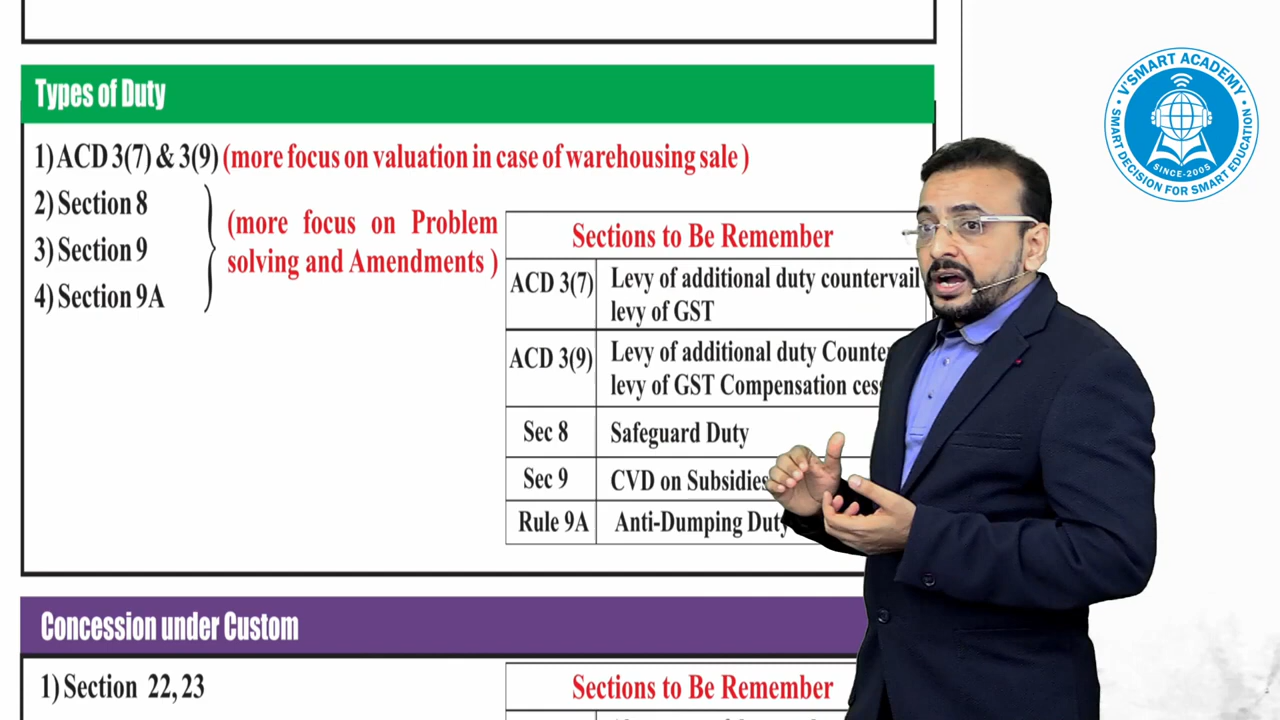 Types of Duty
1) ACD 3(7) & 3(9) (more focus on valuation in case of warehousing sale )
2) Section 8
3) Section 9
4) Section 9A
(more focus on Problem
solving and Amendments )
Sections to Be Remember
ACD 3(7) Levy of additional duty countervail
levy of GST
ACD 3(9) Levy of additional duty
levy of GST Compensation
Sec 8 Safeguard Duty
Sec 9 CVD on Subsidies
Rule 9A Anti-Dumping Duty
Concession under Custom
1) Section 22, 23
Sections to Be Remember
V'SMART ACADEMY
SINCE-2005
SMART DECISION FOR SMART EDUCATION